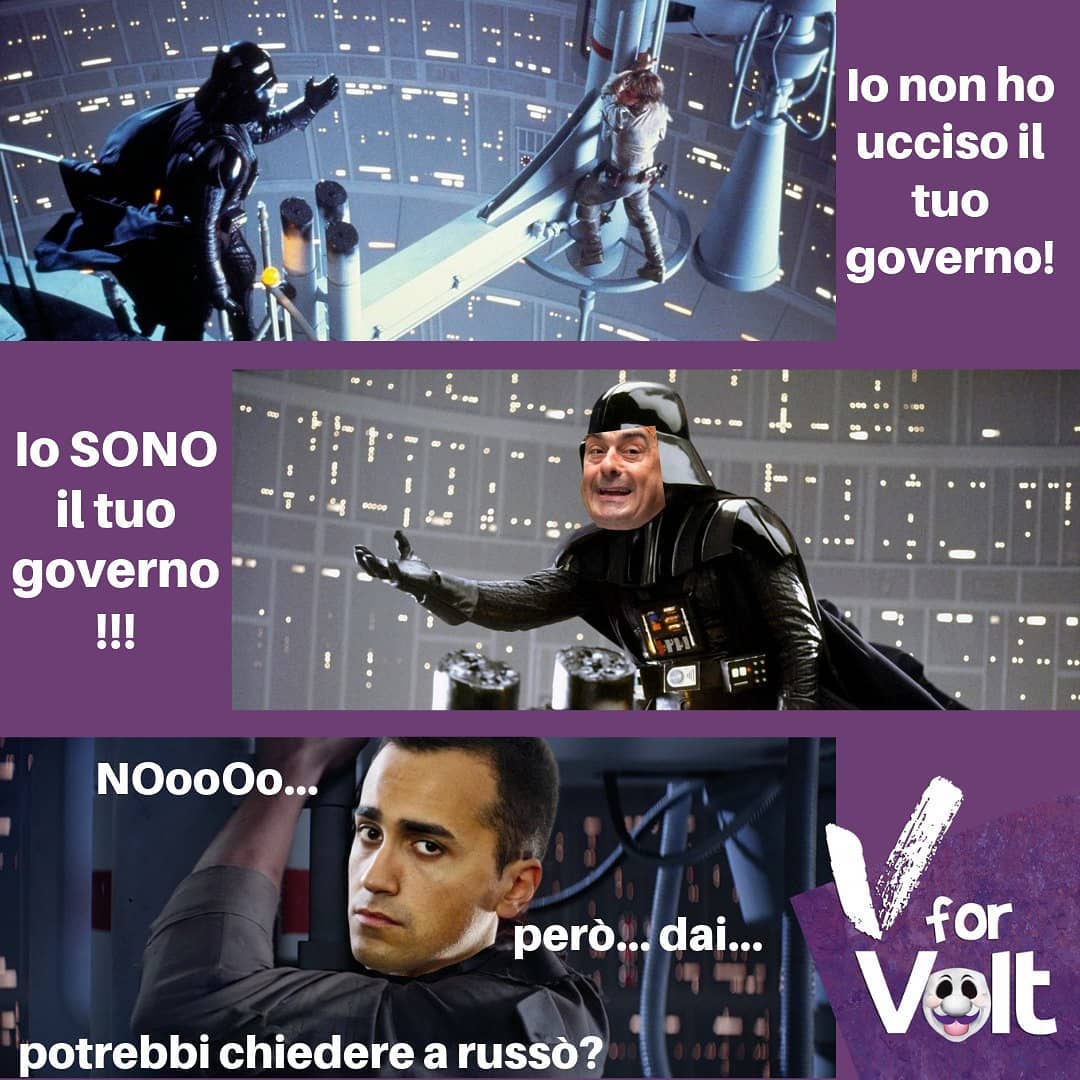 Io non ho
ucciso il
tuo
governo!
Io SONO
il tuo
governo
!!!
NOooOo...
però... dai...
potrebbi chiedere a russò?
V for
Volt